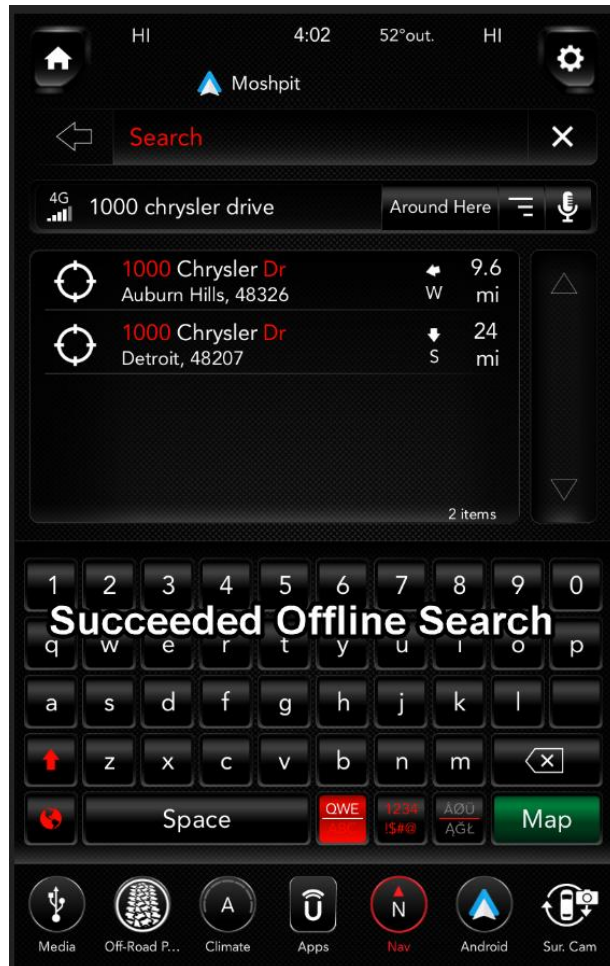 HI 4:02 52°out. HI
Moshpit
Search
4G 1000 chrysler drive Around Here
1000 Chrysler Dr 9.6
Auburn Hills, 48326 W mi
1000 Chrysler Dr 24
Detroit, 48207 S mi
2 items
1 2 3 4 5 6 7 8 9 0
Succeeded Offline Search
q w e r t y u i o p
a s d f g h j k l
z x c v b n m
Space QWE ABC 1234 !$#@ ÄØÜ ĄĞŁ Map
A N
Media Off-Road P... Climate Apps Nav Android Sur. Cam